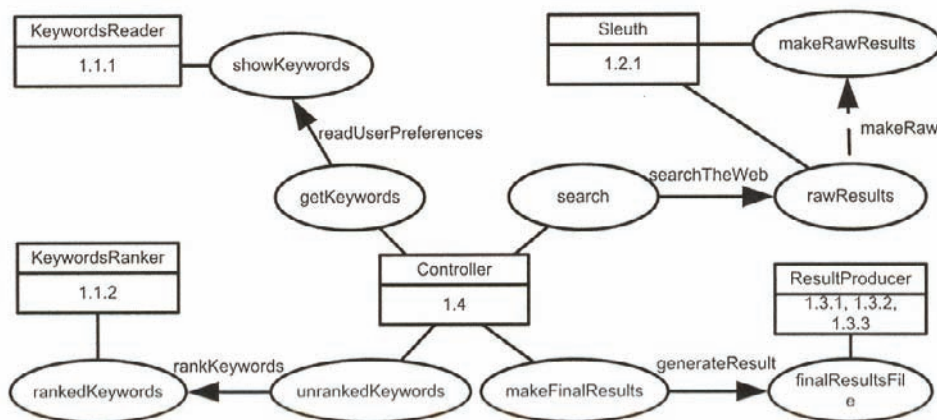 KeywordsReader
1.1.1
showKeywords
Sleuth
1.2.1
makeRawResults
readUserPreferences
makeRaw
getKeywords
search
searchTheWeb
rawResults
KeywordsRanker
1.1.2
Controller
1.4
ResultProducer
1.3.1, 1.3.2,
1.3.3
rankKeywords
generateResult
rankedKeywords
unrankedKeywords
makeFinalResults
finalResultsFil
e